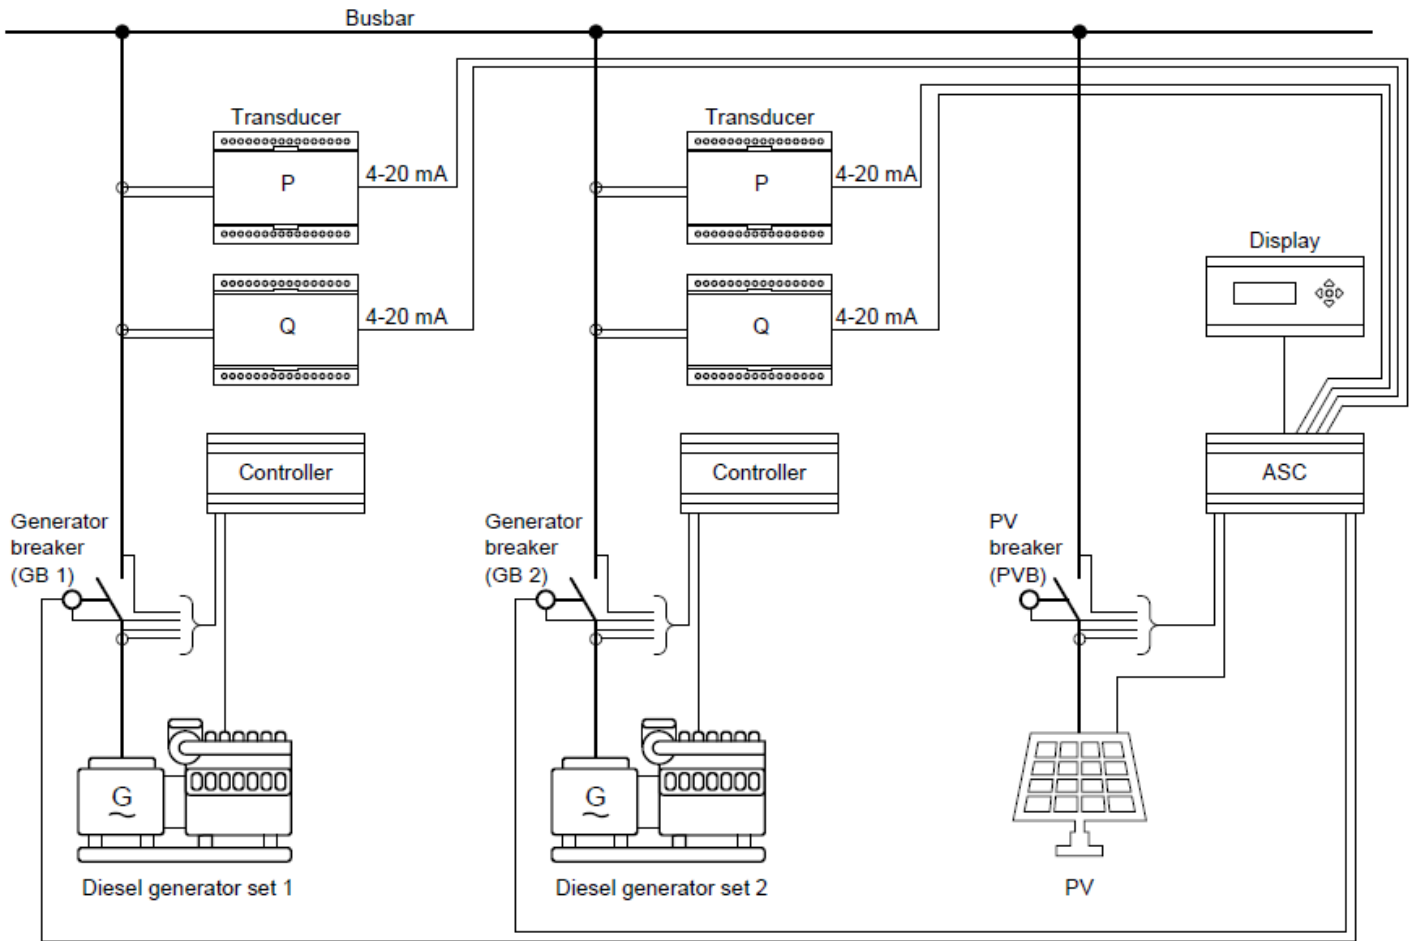 Busbar
Transducer
Transducer
P
4-20 mA
P
4-20 mA
Display
Q
4-20 mA
Q
4-20 mA
Controller
Controller
ASC
Generator
breaker
(GB 1)
Generator
breaker
(GB 2)
PV
breaker
(PVB)
G
G
Diesel generator set 1
Diesel generator set 2
PV